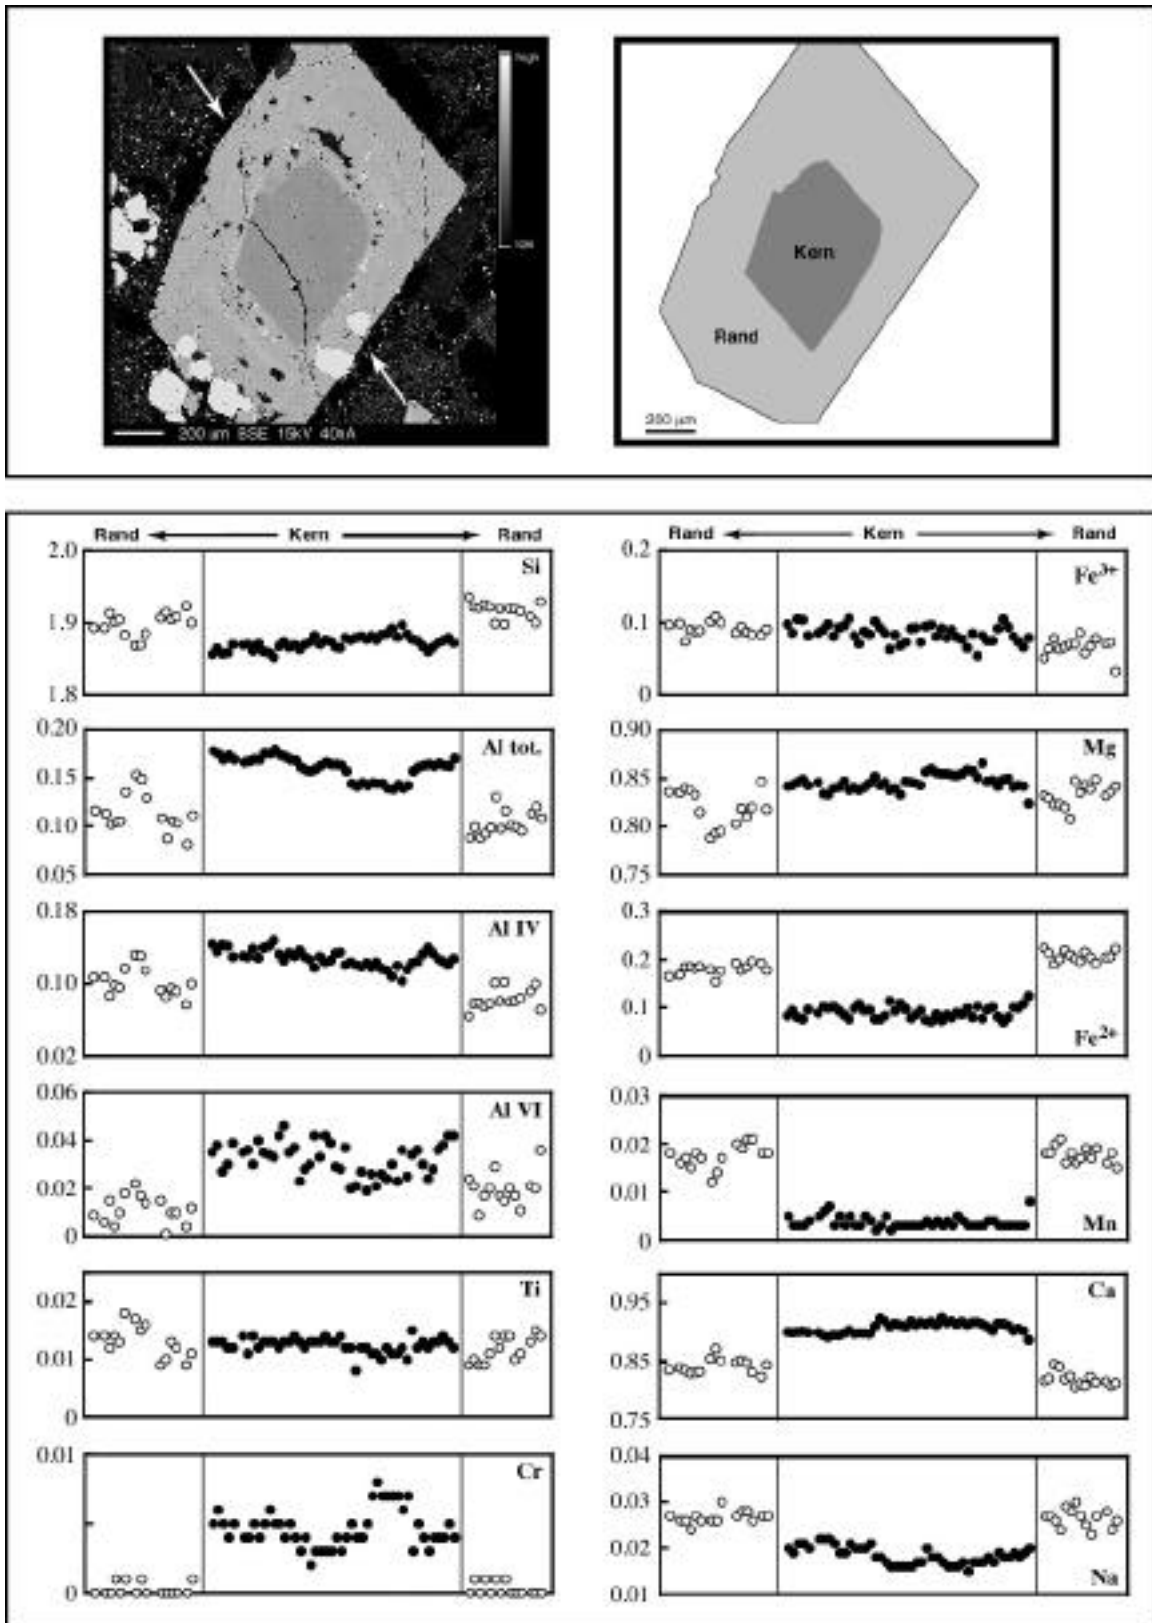 high
low
200 µm BSE 15kV 40nA
Kern
Rand
200 µm
Rand Kern Rand
Rand Kern Rand
2.0
1.9
1.8
Si
0.2
0.1
0
Fe3+
0.20
0.15
0.10
0.05
Al tot.
0.90
0.85
0.80
0.75
Mg
0.18
0.10
0.02
Al IV
0.3
0.2
0.1
0
Fe2+
0.06
0.04
0.02
0
Al VI
0.03
0.02
0.01
0
Mn
0.02
0.01
0
Ti
0.95
0.85
0.75
Ca
0.01
0
Cr
0.04
0.03
0.02
0.01
Na